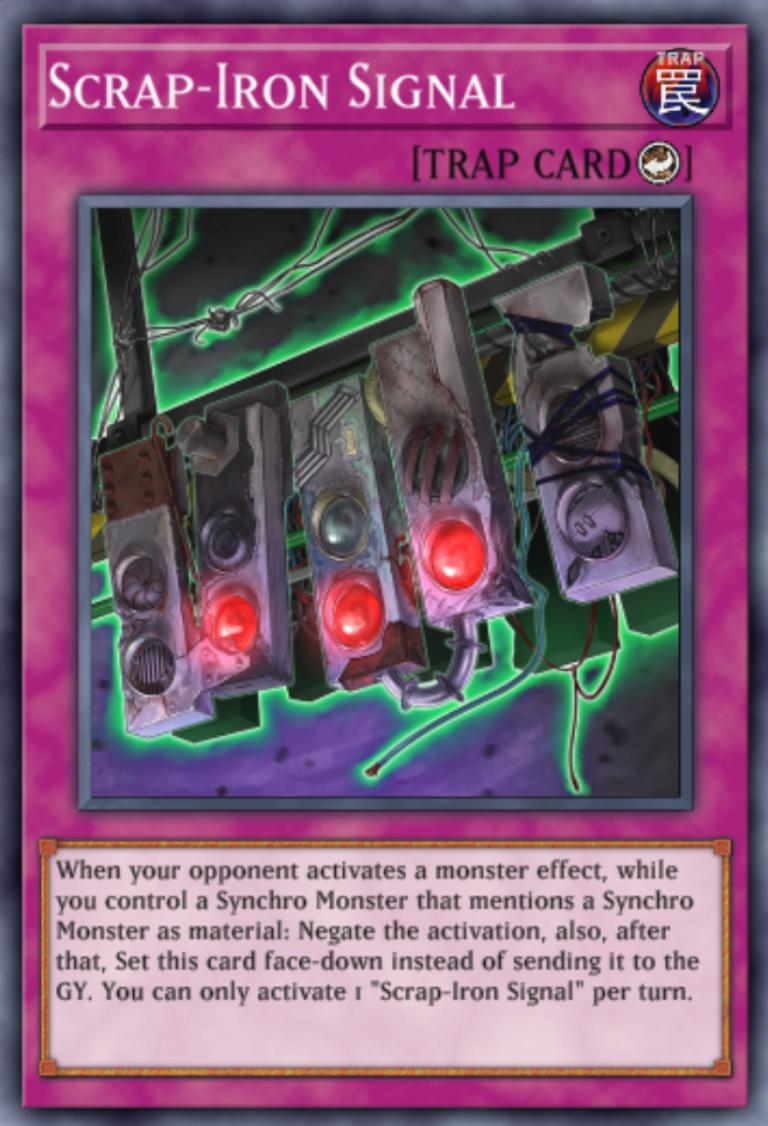 Scrap-Iron Signal
TRAP
罠
[TRAP CARD]
When your opponent activates a monster effect, while
you control a Synchro Monster that mentions a Synchro
Monster as material: Negate the activation, also, after
that, Set this card face-down instead of sending it to the
GY. You can only activate 1 "Scrap-Iron Signal" per turn.